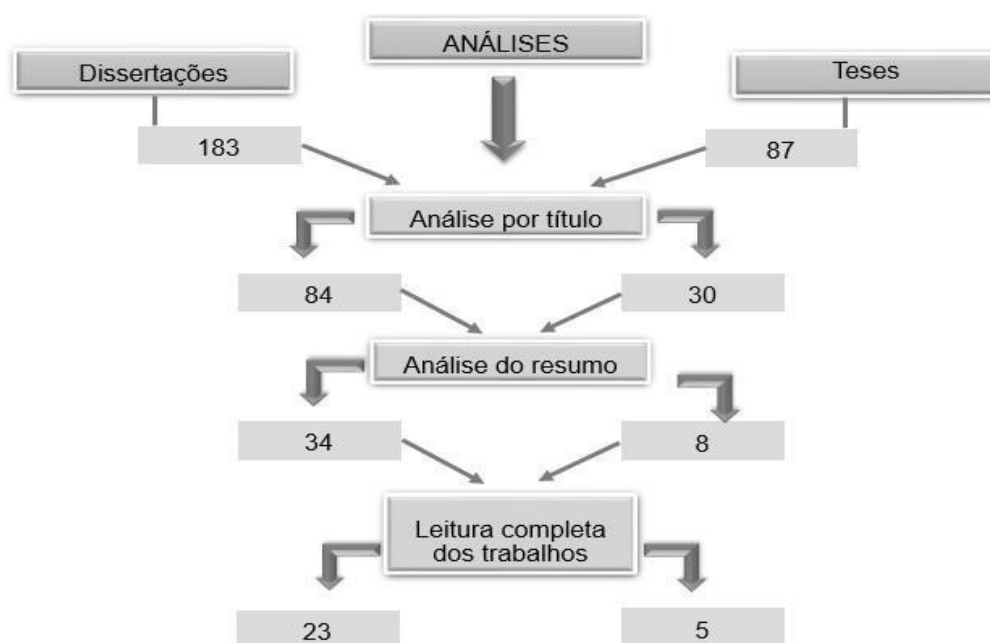 ANÁLISES
Dissertações
Teses
183
87
Análise por título
84
30
Análise do resumo
34
8
Leitura completa
dos trabalhos
23
5